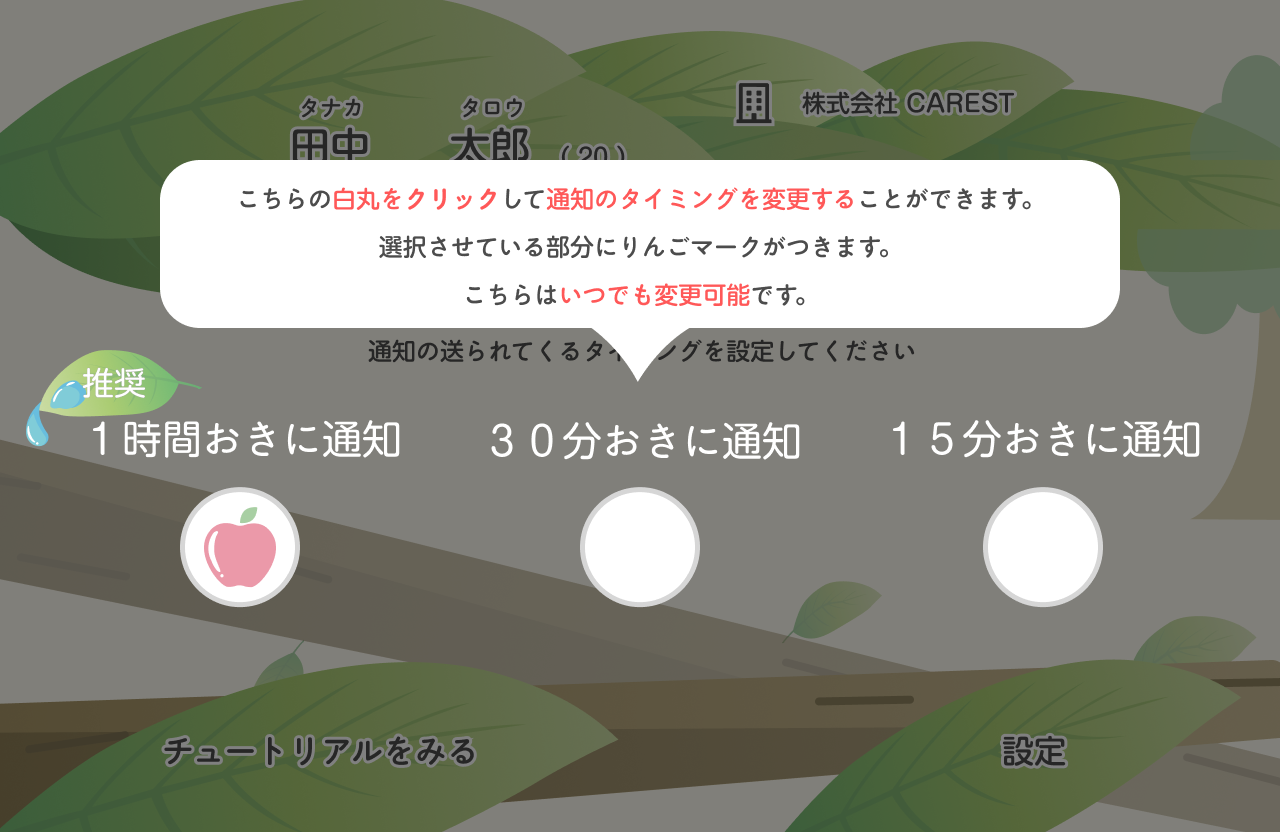 タナカ タロウ
田中 太郎 （20）
株式会社 CAREST
こちらの白丸をクリックして通知のタイミングを変更することができます。
選択させている部分にりんごマークがつきます。
こちらはいつでも変更可能です。
通知の送られてくるタイミングを設定してください
推奨
１時間おきに通知
３０分おきに通知
１５分おきに通知
チュートリアルをみる
設定